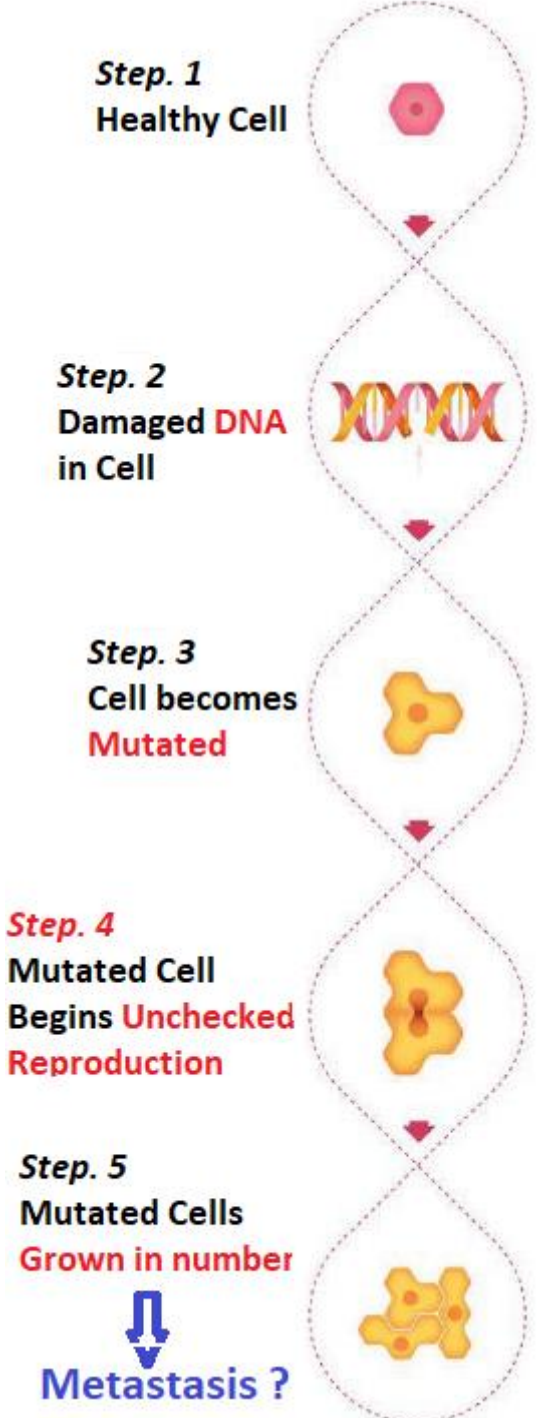 Step. 1
Healthy Cell
Step. 2
Damaged DNA
in Cell
Step. 3
Cell becomes
Mutated
Step. 4
Mutated Cell
Begins Unchecked
Reproduction
Step. 5
Mutated Cells
Grown in number
Metastasis ?